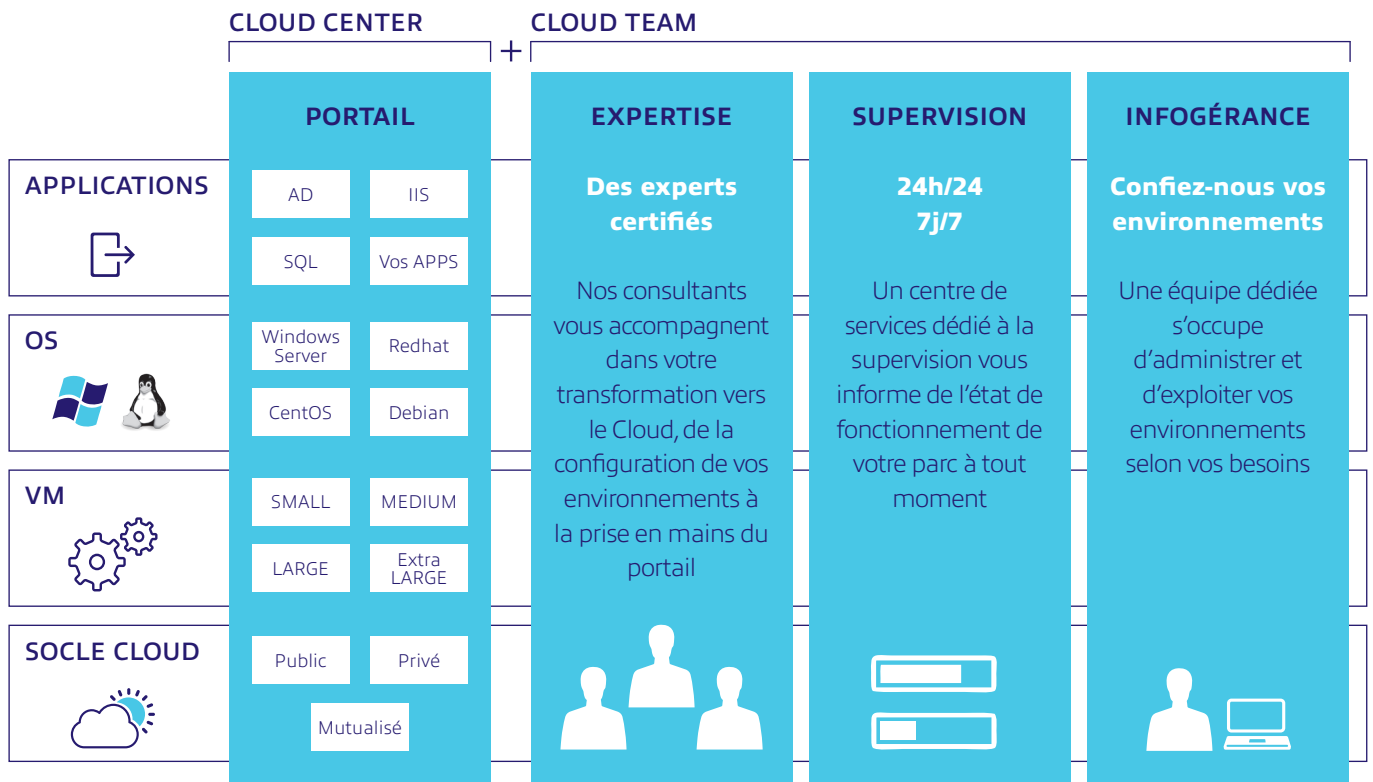 CLOUD CENTER
+
CLOUD TEAM
PORTAIL
EXPERTISE
SUPERVISION
INFOGÉRANCE
APPLICATIONS
AD
IIS
SQL
Vos APPS
OS
Windows
Server
Redhat
CentOS
Debian
VM
SMALL
MEDIUM
LARGE
Extra
LARGE
SOCLE CLOUD
Public
Privé
Mutualisé
Des experts
certifiés
Nos consultants
vous accompagnent
dans votre
transformation vers
le Cloud, de la
configuration de vos
environnements à
la prise en mains du
portail
24h/24
7j/7
Un centre de
services dédié à la
supervision vous
informe de l’état de
fonctionnement de
votre parc à tout
moment
Confiez-nous vos
environnements
Une équipe dédiée
s’occupe
d’administrer et
d’exploiter vos
environnements
selon vos besoins